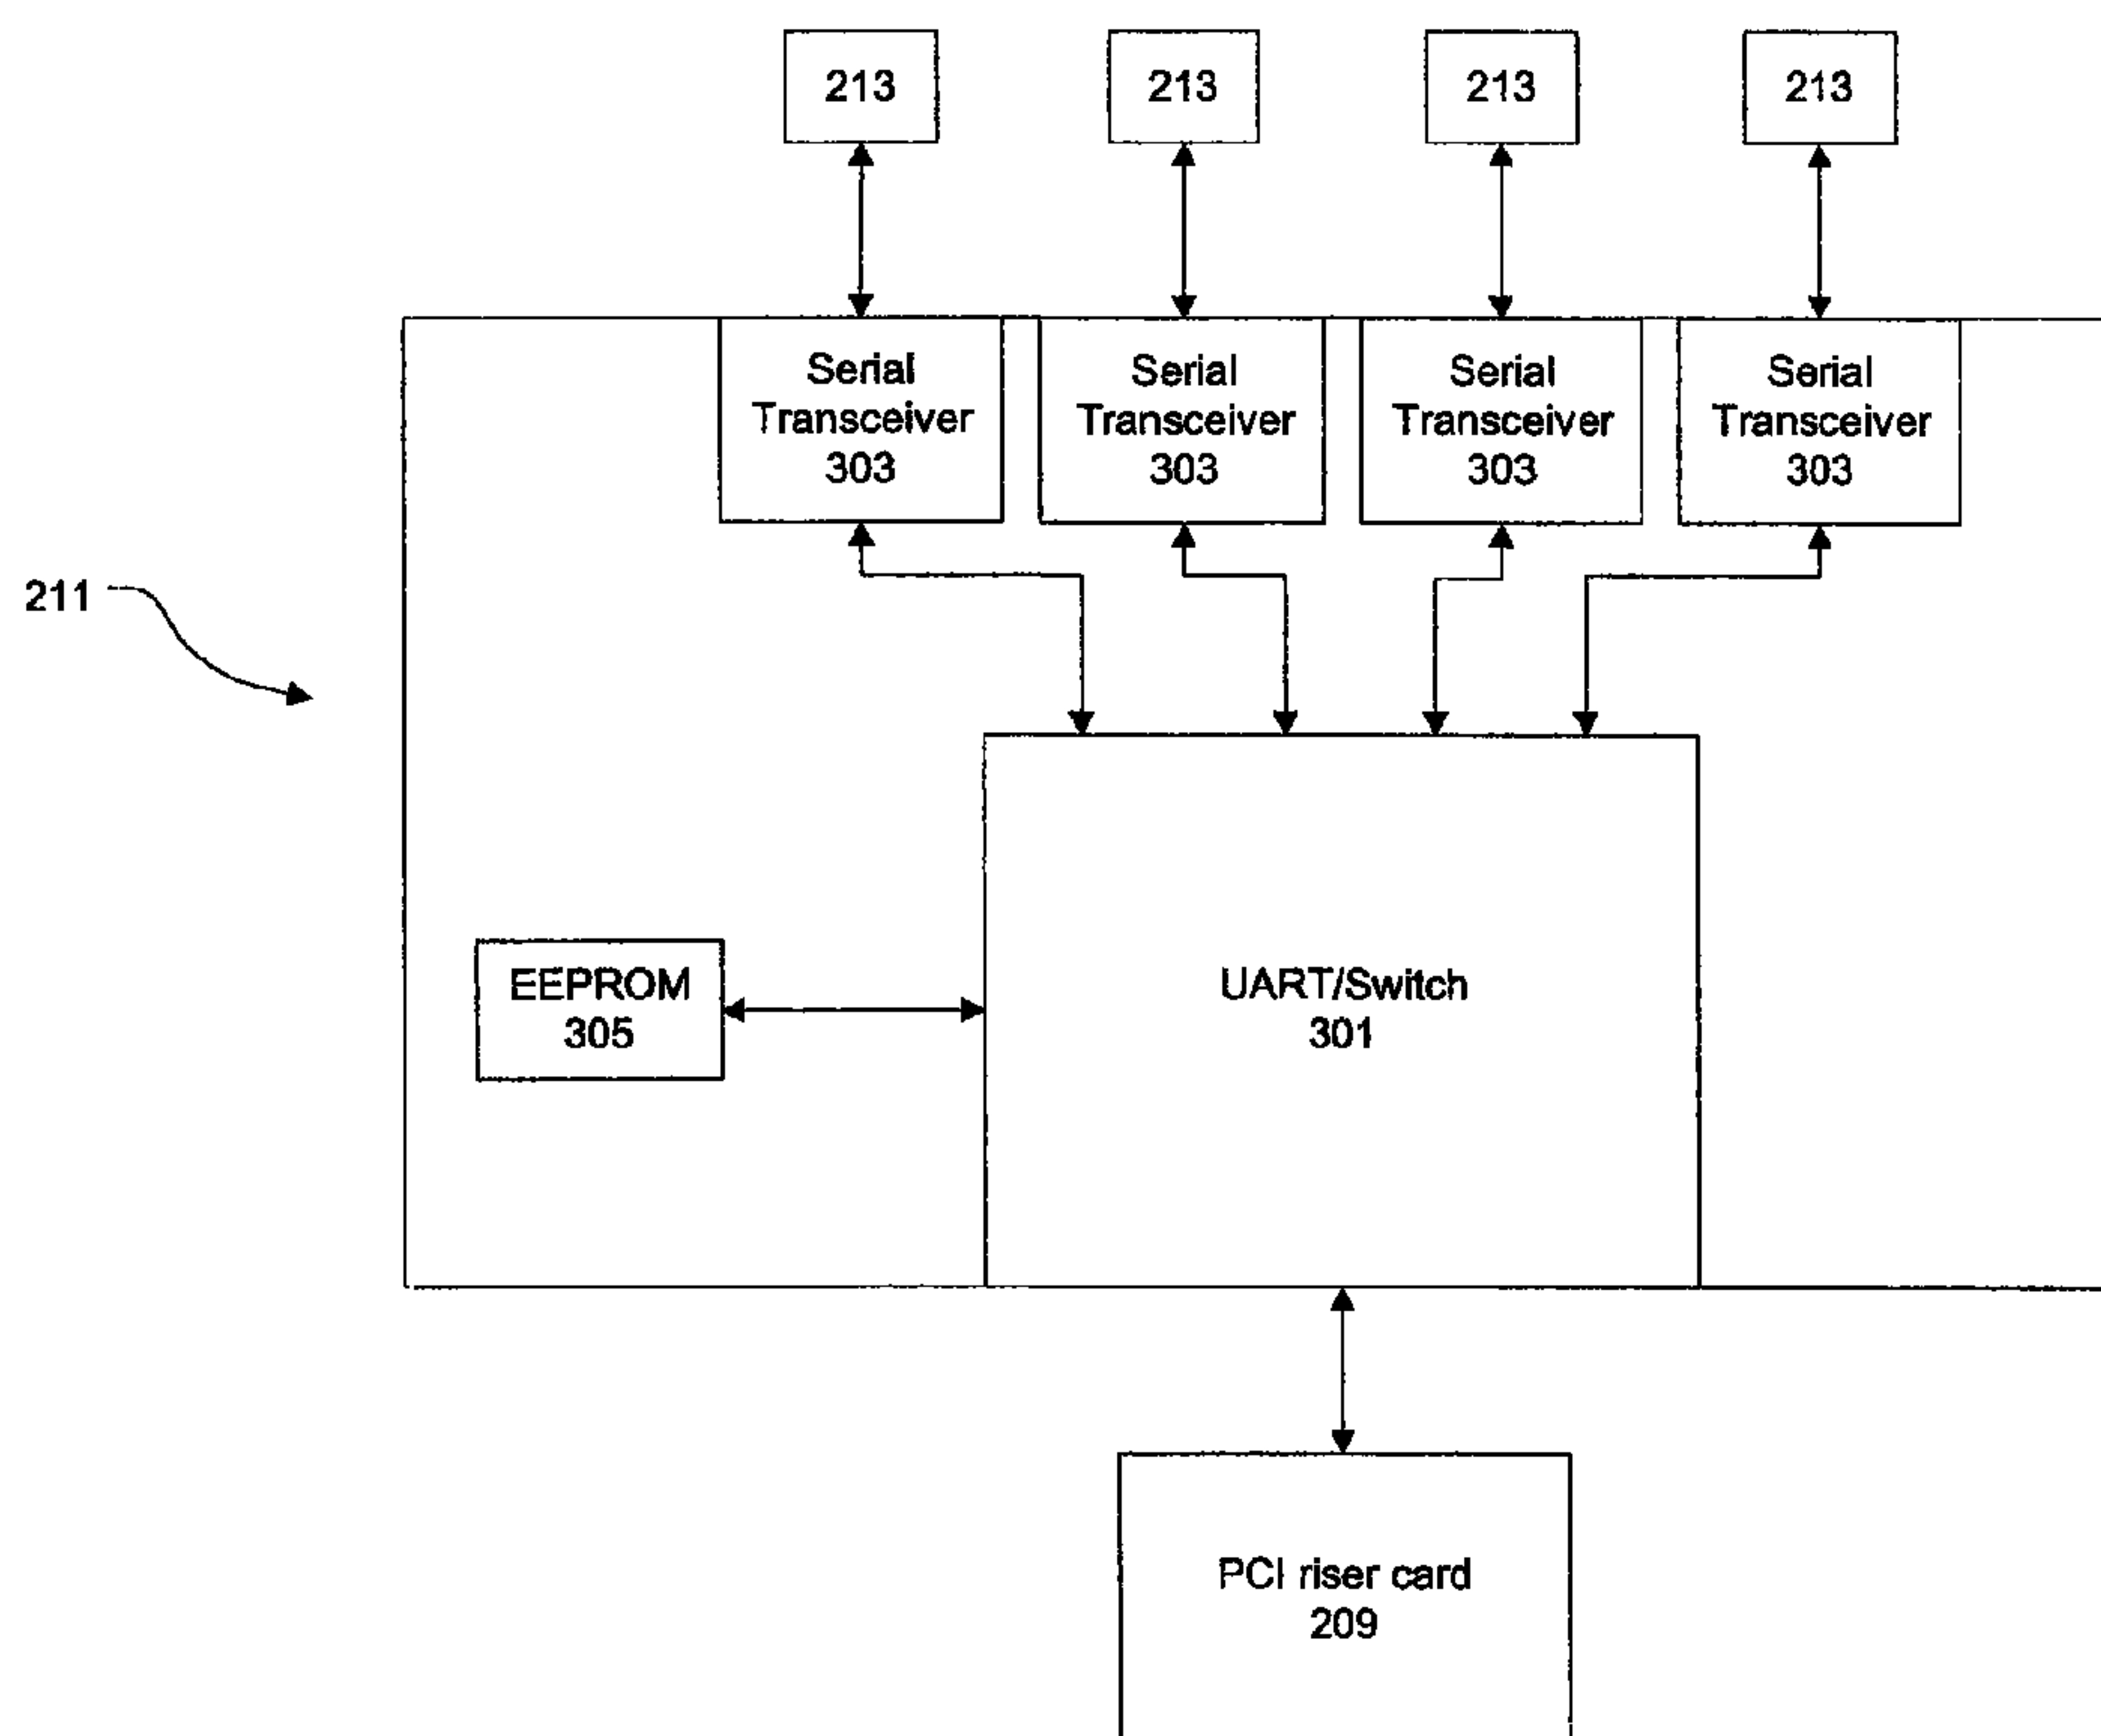 213
213
213
213
Serial
Transceiver
303
Serial
Transceiver
303
Serial
Transceiver
303
Serial
Transceiver
303
211
EEPROM
305
UART/Switch
301
PCI riser card
209